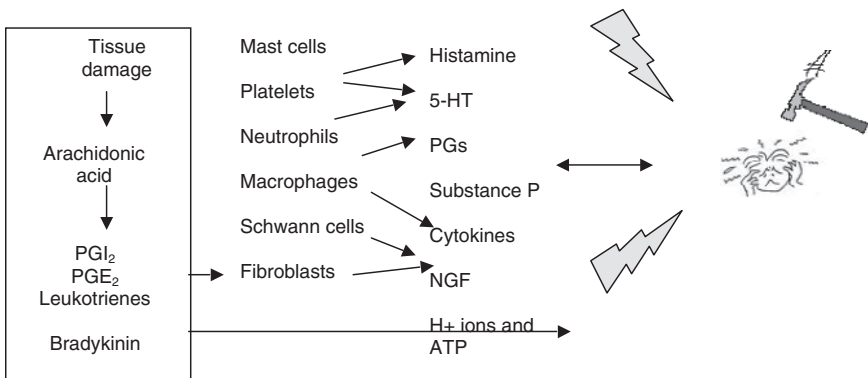 Tissue
damage
Arachidonic
acid
PGI₂
PGE₂
Leukotrienes
Bradykinin
Mast cells
Platelets
Neutrophils
Macrophages
Schwann cells
Fibroblasts
Histamine
5-HT
PGs
Substance P
Cytokines
NGF
H+ ions and
ATP